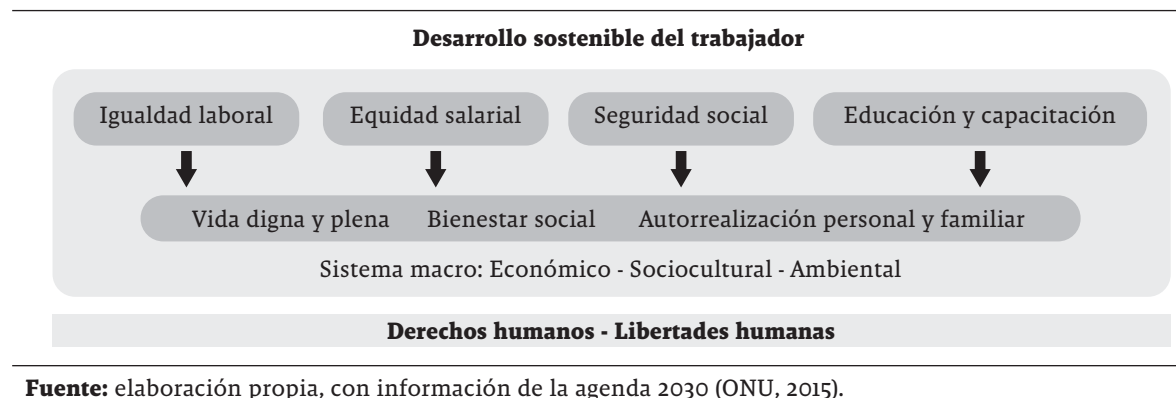 Desarrollo sostenible del trabajador
Igualdad laboral Equidad salarial Seguridad social Educación y capacitación
Vida digna y plena Bienestar social Autorrealización personal y familiar
Sistema macro: Económico - Sociocultural - Ambiental
Derechos humanos - Libertades humanas
Fuente: elaboración propia, con información de la agenda 2030 (ONU, 2015).